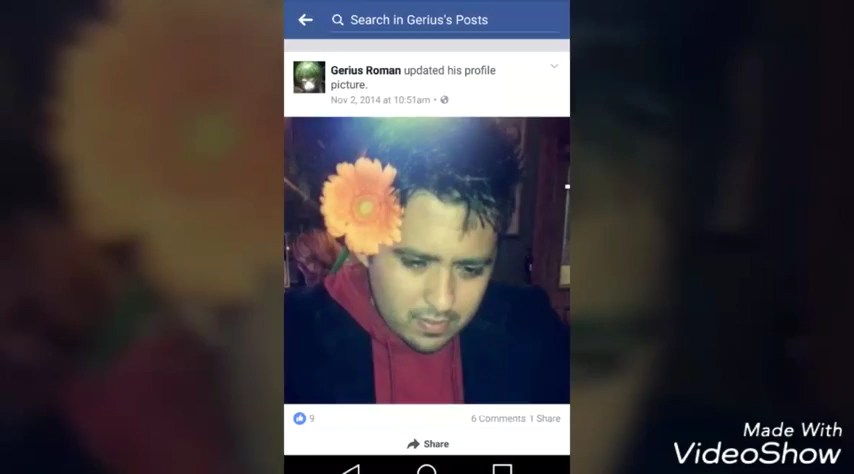 Search in Gerius's Posts
Gerius Roman updated his profile
picture.
Nov 2, 2014 at 10:51am •
9
6 Comments 1 Share
Share
Made With
VideoShow